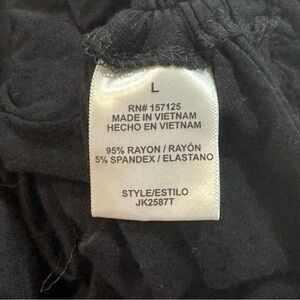 L
RN# 157125
MADE IN VIETNAM
HECHO EN VIETNAM
95% RAYON / RAYÓN
5% SPANDEX / ELASTANO
STYLE/ESTILO
JK2587T